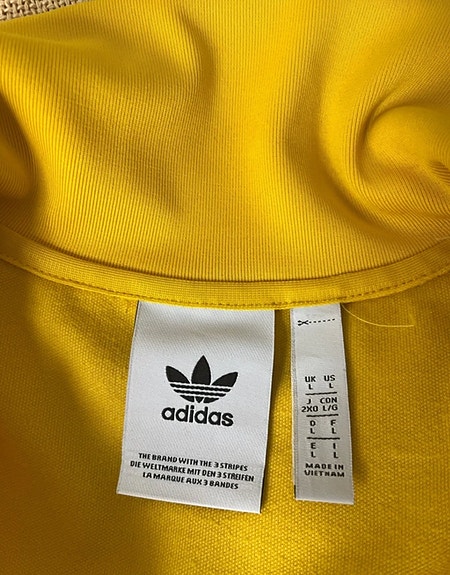 adidas
THE BRAND WITH THE 3 STRIPES
DIE WELTMARKE MIT DEN 3 STREIFEN
LA MARQUE AUX 3 BANDES
UK US
L L
J CDN
2XO L/G
D F
L L
E I
L L
MADE IN
VIETNAM